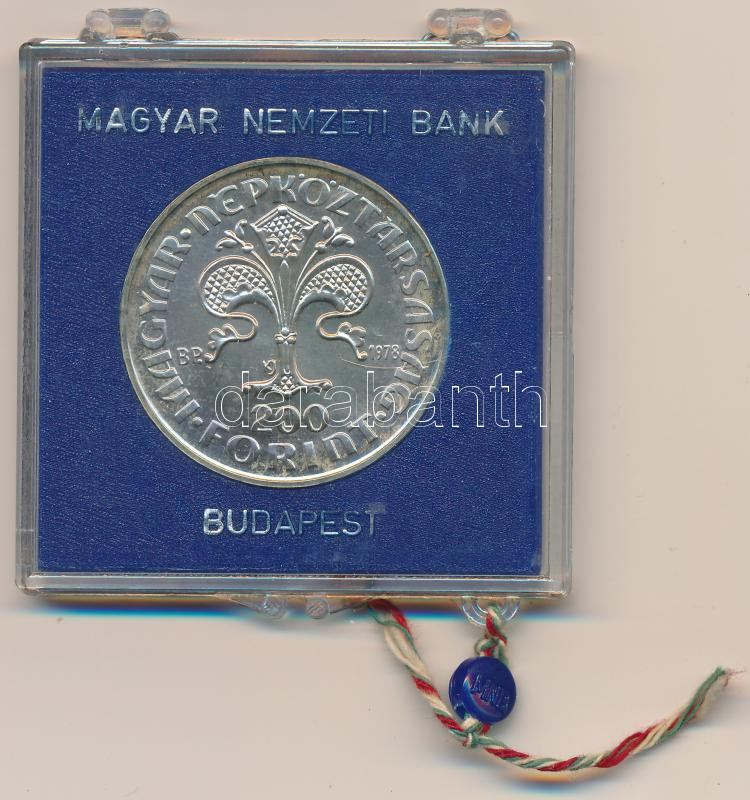 MAGYAR NEMZETI BANK
MAGYAR·NÉPKÖZTÁRSASÁG
BP.
1978
200
·FORINT·
darabanth
BUDAPEST
MNB